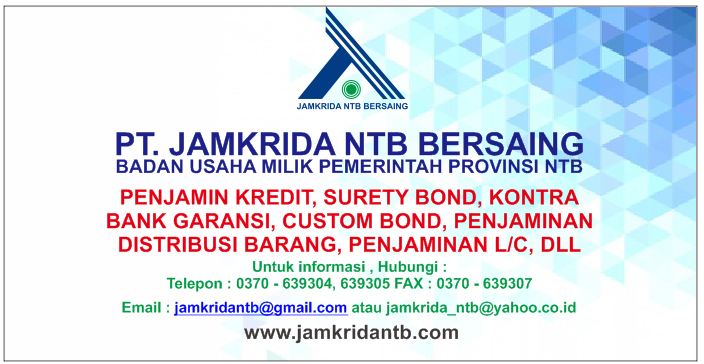 JAMKRIDA NTB BERSAING
PT. JAMKRIDA NTB BERSAING
BADAN USAHA MILIK PEMERINTAH PROVINSI NTB
PENJAMIN KREDIT, SURETY BOND, KONTRA
BANK GARANSI, CUSTOM BOND, PENJAMINAN
DISTRIBUSI BARANG, PENJAMINAN L/C, DLL
Untuk informasi , Hubungi :
Telepon : 0370 - 639304, 639305 FAX : 0370 - 639307
Email : jamkridantb@gmail.com atau jamkrida_ntb@yahoo.co.id
www.jamkridantb.com